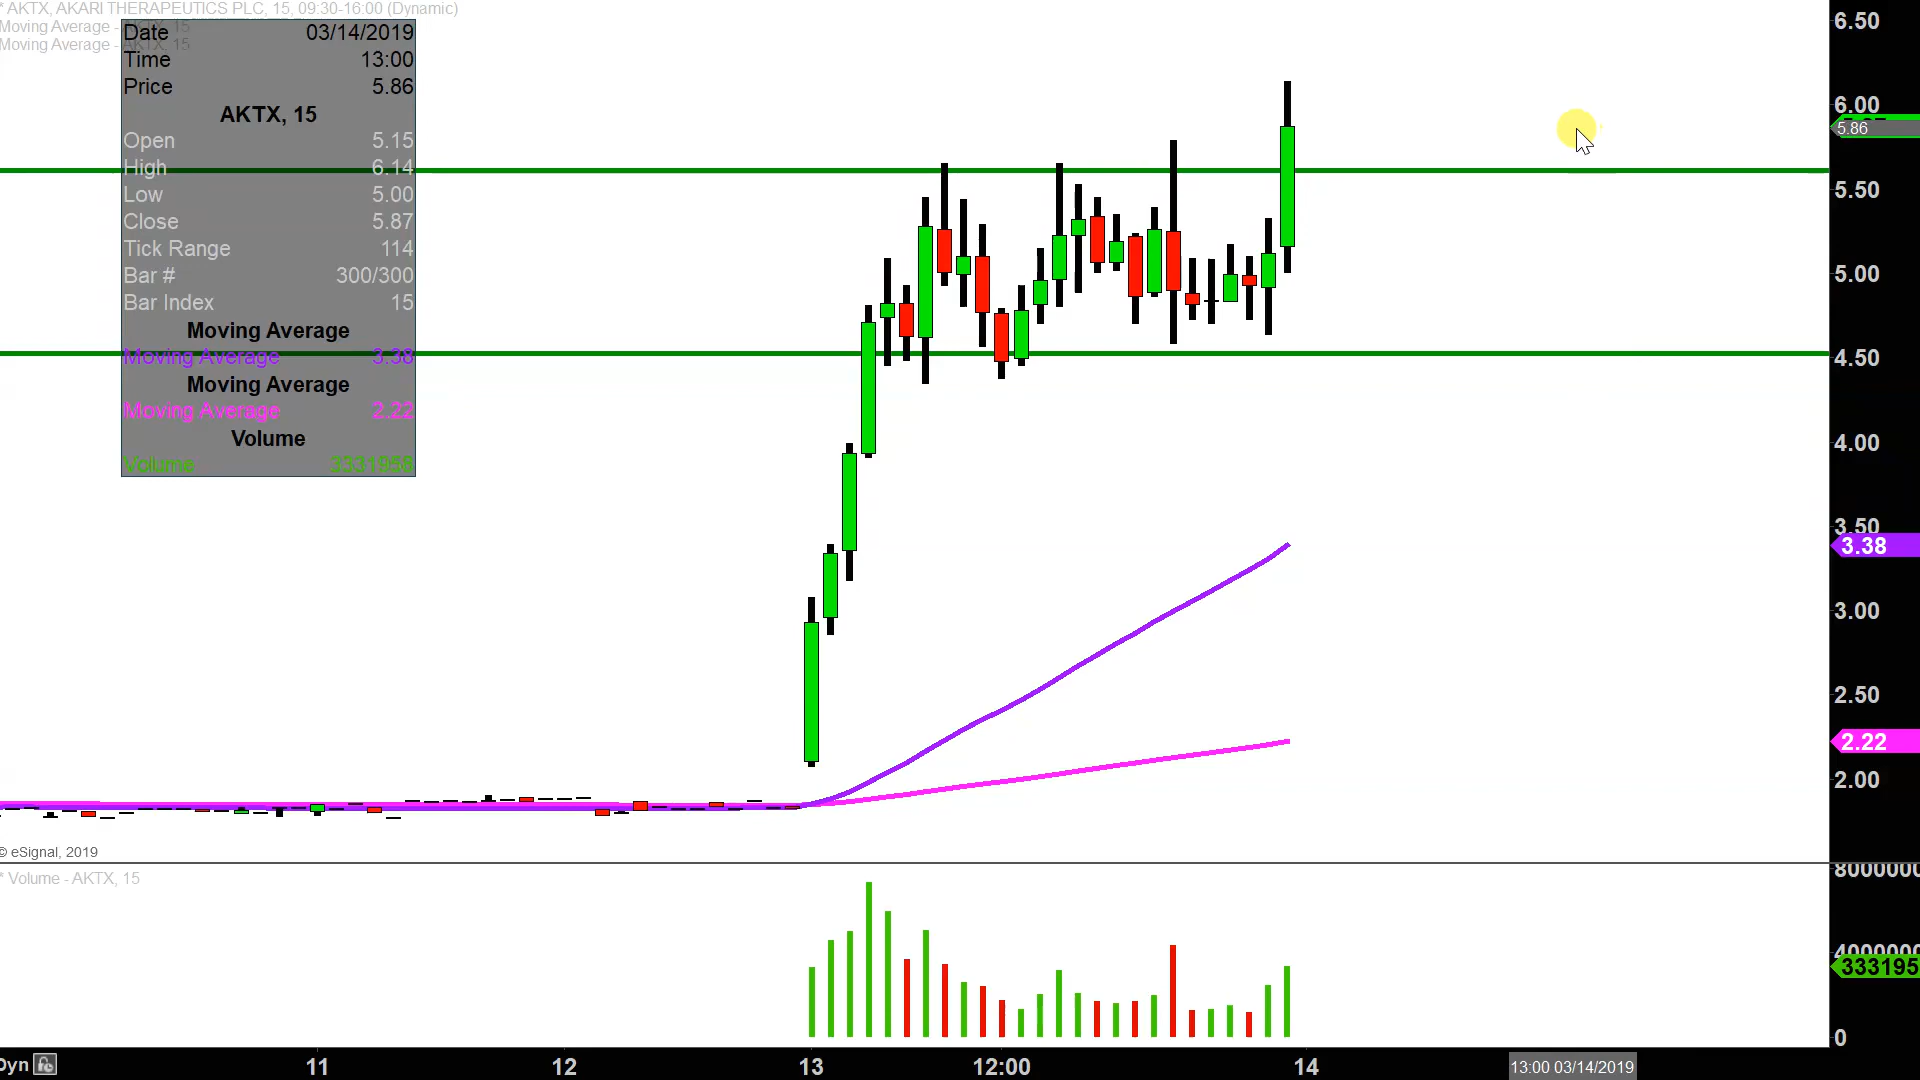 * AKTX, AKARI THERAPEUTICS PLC, 15, 09:30-16:00 (Dynamic)
Moving Average - AKTX, 15
Moving Average - AKTX, 15
Date 03/14/2019
Time 13:00
Price 5.86
AKTX, 15
Open 5.15
High 6.14
Low 5.00
Close 5.87
Tick Range 114
Bar # 300/300
Bar Index 15
Moving Average
Moving Average 3.38
Moving Average
Moving Average 2.22
Volume
Volume 3331958
6.50
6.00
5.86
5.50
5.00
4.50
4.00
3.50
3.38
3.00
2.50
2.22
2.00
© eSignal, 2019
* Volume - AKTX, 15
8000000
4000000
333195
0
Dyn 11 12 13 12:00 14 13:00 03/14/2019